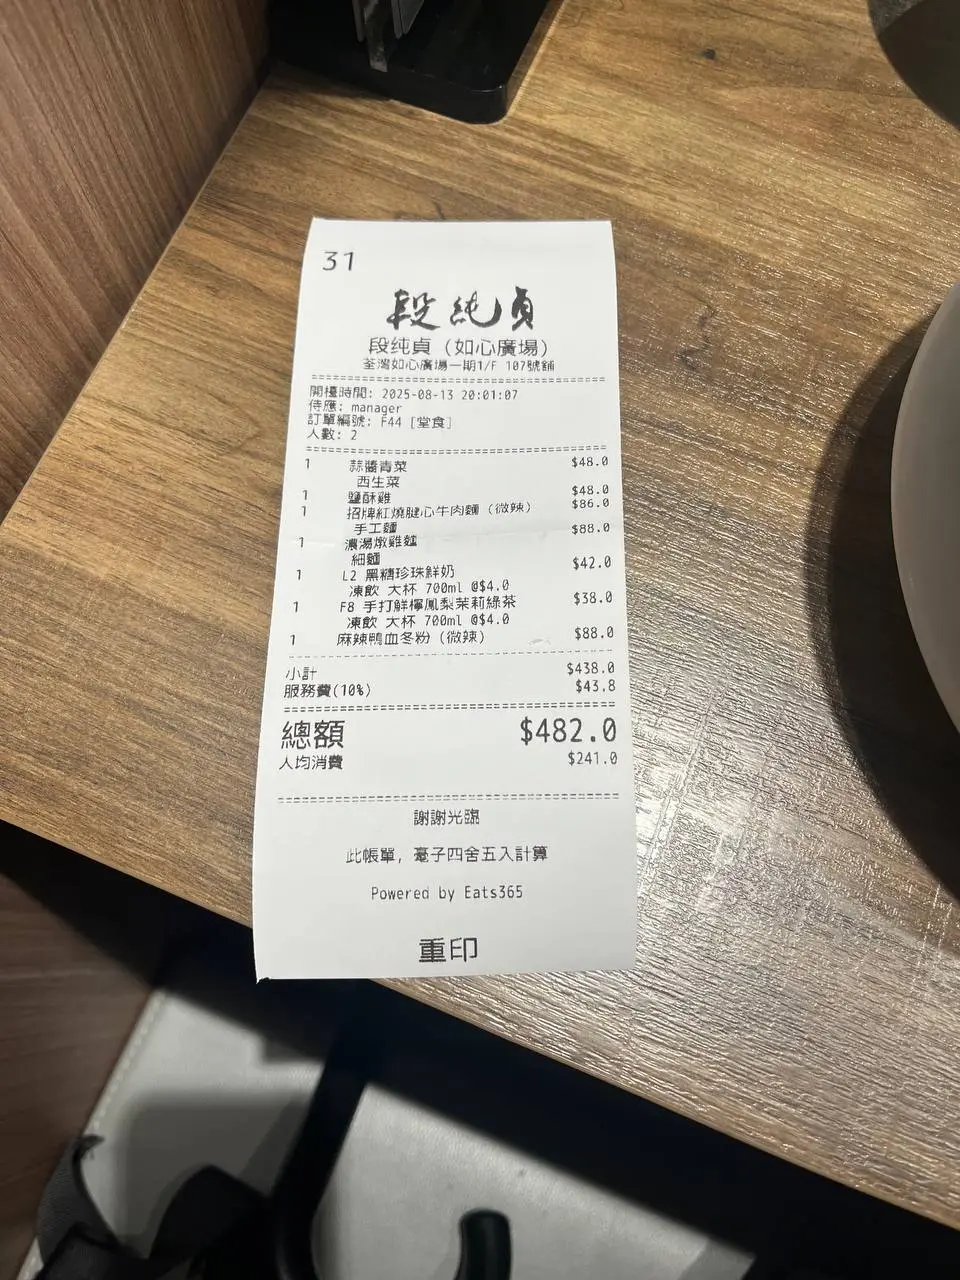 31
段純貞
段纯貞（如心廣場）
荃灣如心廣場一期1/F 107號舖
開檯時間: 2025-08-13 20:01:07
侍應: manager
訂單編號: F44 [堂食]
人數: 2
1 蒜醬青菜 $48.0
西生菜
1 鹽酥雞 $48.0
1 招牌紅燒腱心牛肉麵（微辣） $86.0
手工麵
1 濃湯燉雞麵 $88.0
細麵
1 L2 黑糖珍珠鮮奶 $42.0
凍飲 大杯 700ml @$4.0
1 F8 手打鮮檸鳳梨茉莉綠茶 $38.0
凍飲 大杯 700ml @$4.0
1 麻辣鸭血冬粉（微辣） $88.0
小計 $438.0
服務費(10%) $43.8
總額 $482.0
人均消費 $241.0
謝謝光臨
此帳單, 毫子四舍五入計算
Powered by Eats365
重印